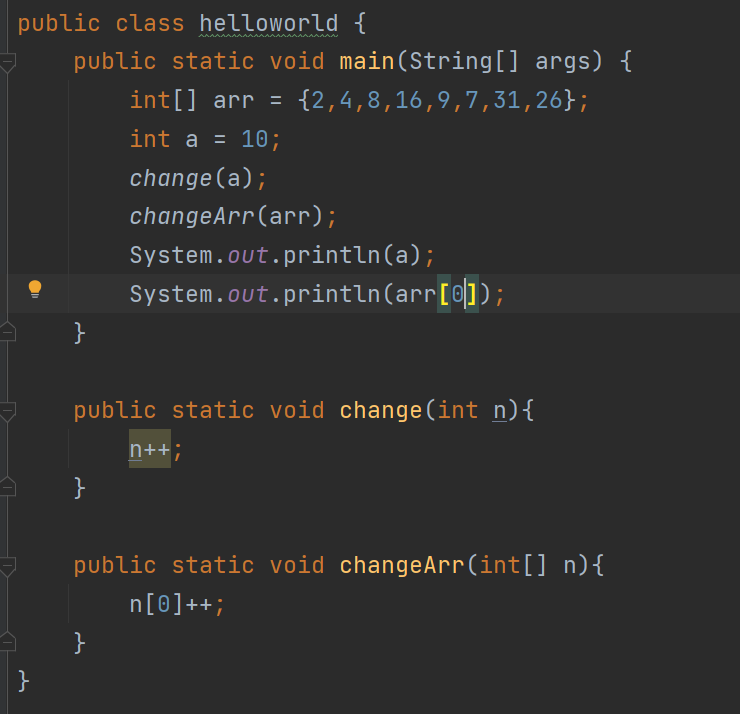 public class helloworld {
    public static void main(String[] args) {
        int[] arr = {2,4,8,16,9,7,31,26};
        int a = 10;
        change(a);
        changeArr(arr);
        System.out.println(a);
        System.out.println(arr[0]);
    }
    public static void change(int n){
        n++;
    }
    public static void changeArr(int[] n){
        n[0]++;
    }
}